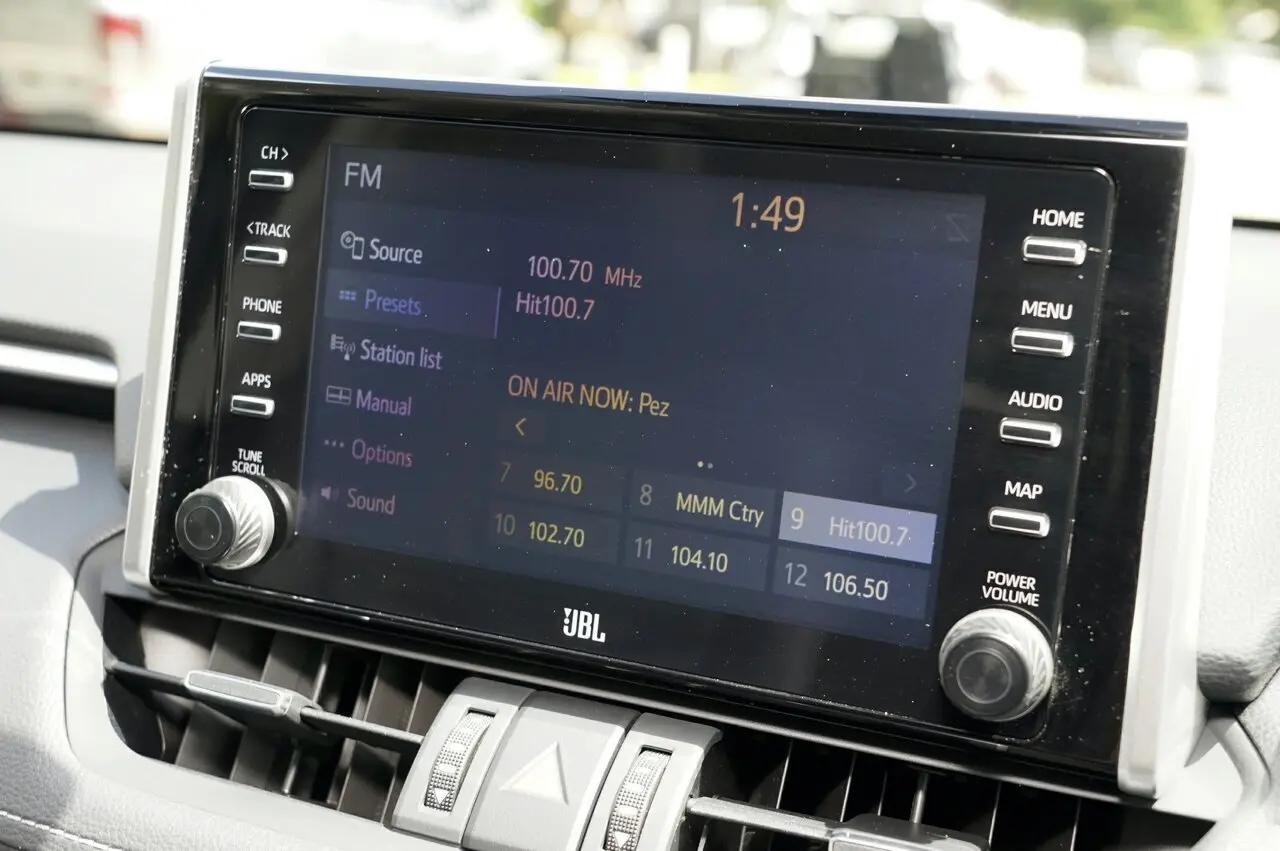 CH>
<TRACK
PHONE
APPS
TUNE
SCROLL
FM
1:49
Source
Presets
Station list
Manual
Options
Sound
100.70 MHz
Hit100.7
ON AIR NOW: Pez
<
>
7 96.70
8 MMM Ctry
9 Hit100.7
10 102.70
11 104.10
12 106.50
JBL
HOME
MENU
AUDIO
MAP
POWER
VOLUME